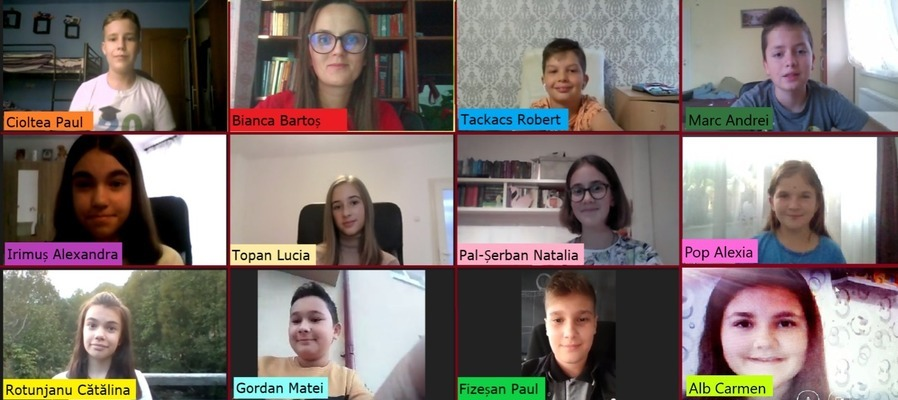 Cioltea Paul
Bianca Bartoș
Tackacs Robert
Marc Andrei
Irimuș Alexandra
Topan Lucia
Pal-Șerban Natalia
Pop Alexia
Rotunjanu Cătălina
Gordan Matei
Fizeșan Paul
Alb Carmen